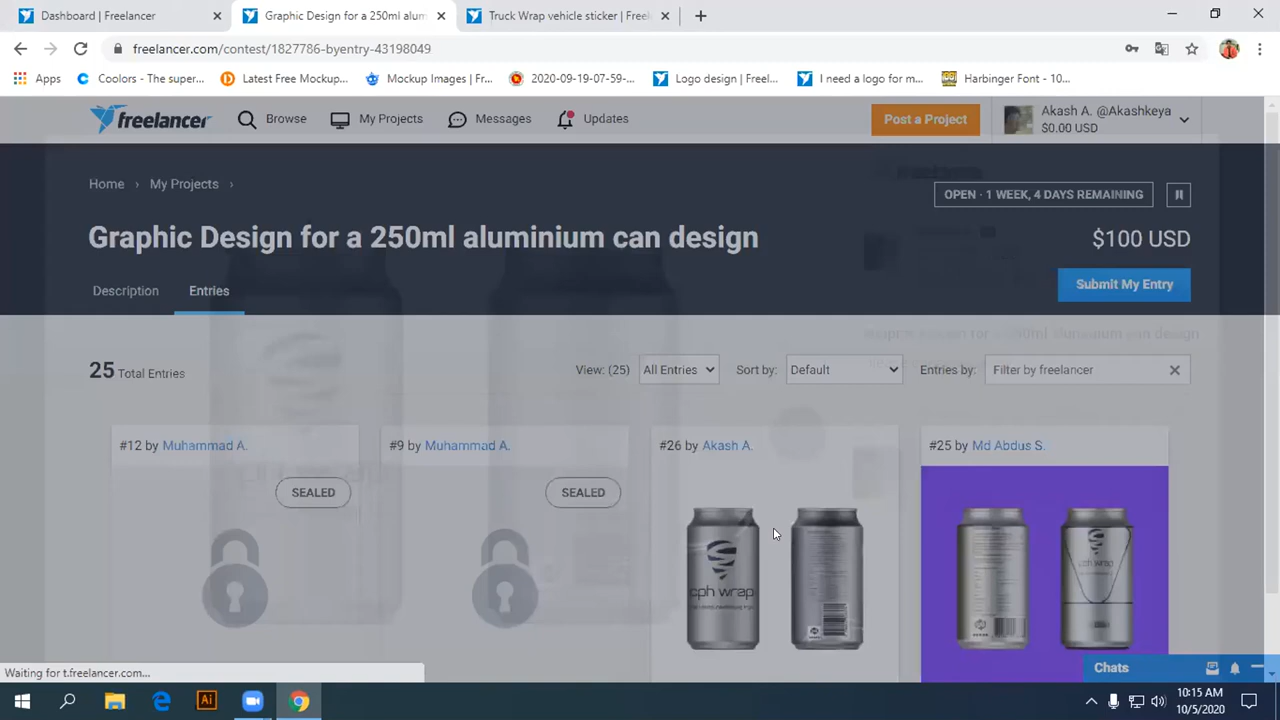 Dashboard | Freelancer
Graphic Design for a 250ml alum
Truck Wrap vehicle sticker | Freel
freelancer.com/contest/1827786-byentry-43198049
Apps
Coolors - The super...
Latest Free Mockup...
Mockup Images | Fr...
2020-09-19-07-59-...
Logo design | Freel...
I need a logo for m...
Harbinger Font - 10...
freelancer
Browse
My Projects
Messages
Updates
Post a Project
Akash A. @Akashkeya
$0.00 USD
Home › My Projects ›
OPEN · 1 WEEK, 4 DAYS REMAINING
Graphic Design for a 250ml aluminium can design
$100 USD
Description
Entries
Submit My Entry
25 Total Entries
View: (25)
All Entries
Sort by:
Default
Entries by:
Filter by freelancer
#12 by Muhammad A.
#9 by Muhammad A.
#26 by Akash A.
#25 by Md Abdus S.
SEALED
SEALED
cph wrap
cph wrap
Waiting for t.freelancer.com...
Chats
Ai
10:15 AM
10/5/2020